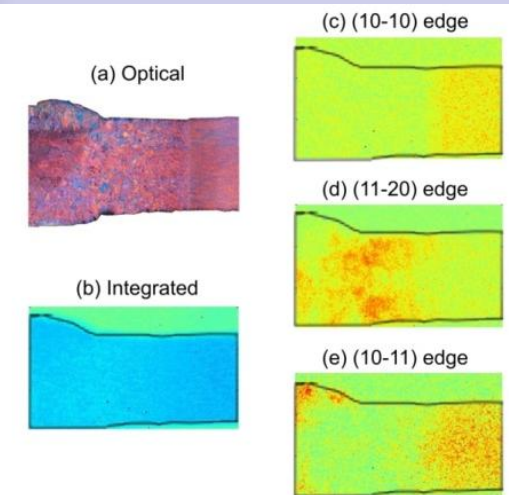 (a) Optical
(b) Integrated
(c) (10-10) edge
(d) (11-20) edge
(e) (10-11) edge